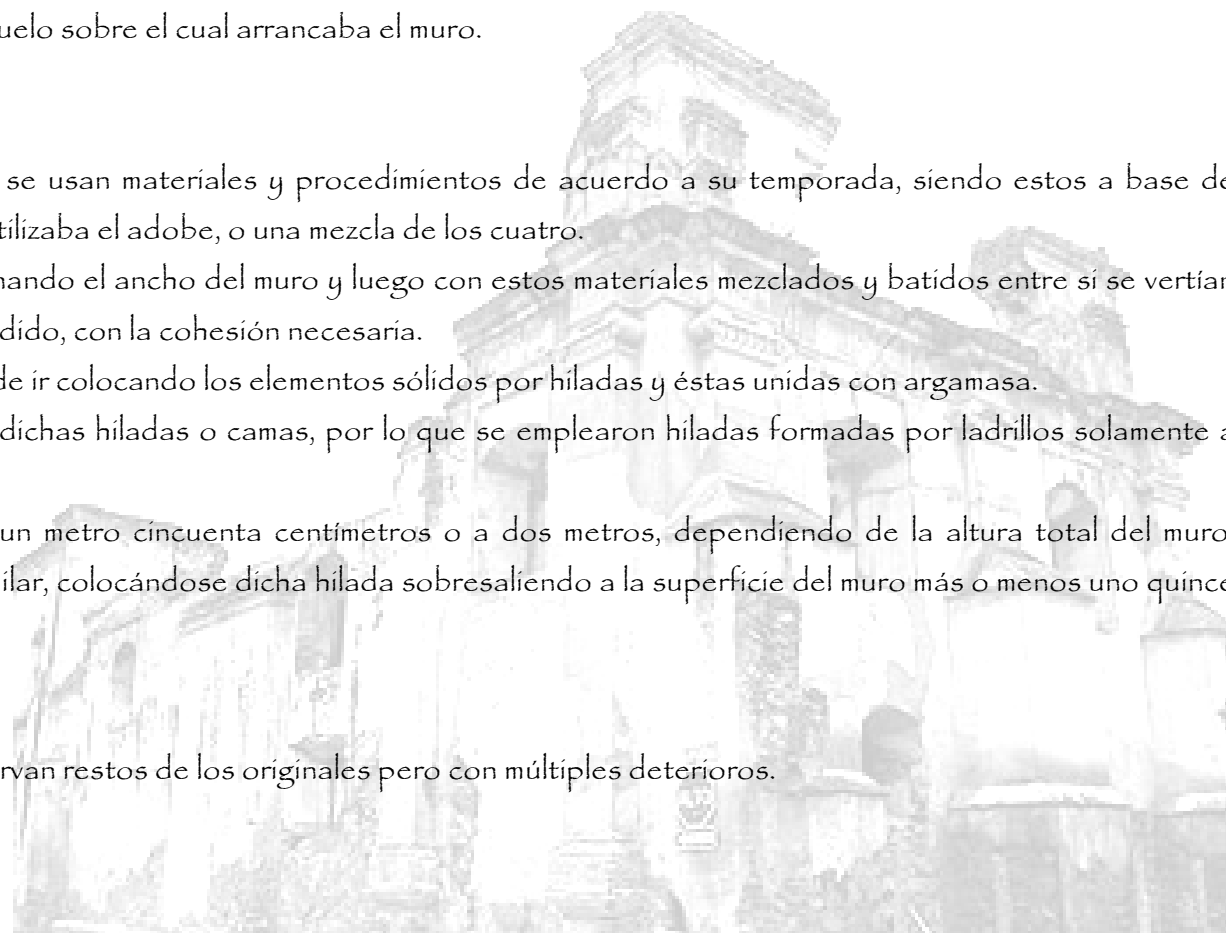 uelo sobre el cual arrancaba el muro.
se usan materiales y procedimientos de acuerdo a su temporada, siendo estos a base de
tilizaba el adobe, o una mezcla de los cuatro.
nando el ancho del muro y luego con estos materiales mezclados y batidos entre si se vertían
dido, con la cohesión necesaria.
de ir colocando los elementos sólidos por hiladas y éstas unidas con argamasa.
dichas hiladas o camas, por lo que se emplearon hiladas formadas por ladrillos solamente a
un metro cincuenta centímetros o a dos metros, dependiendo de la altura total del muro
ilar, colocándose dicha hilada sobresaliendo a la superficie del muro más o menos uno quince
rvan restos de los originales pero con múltiples deterioros.